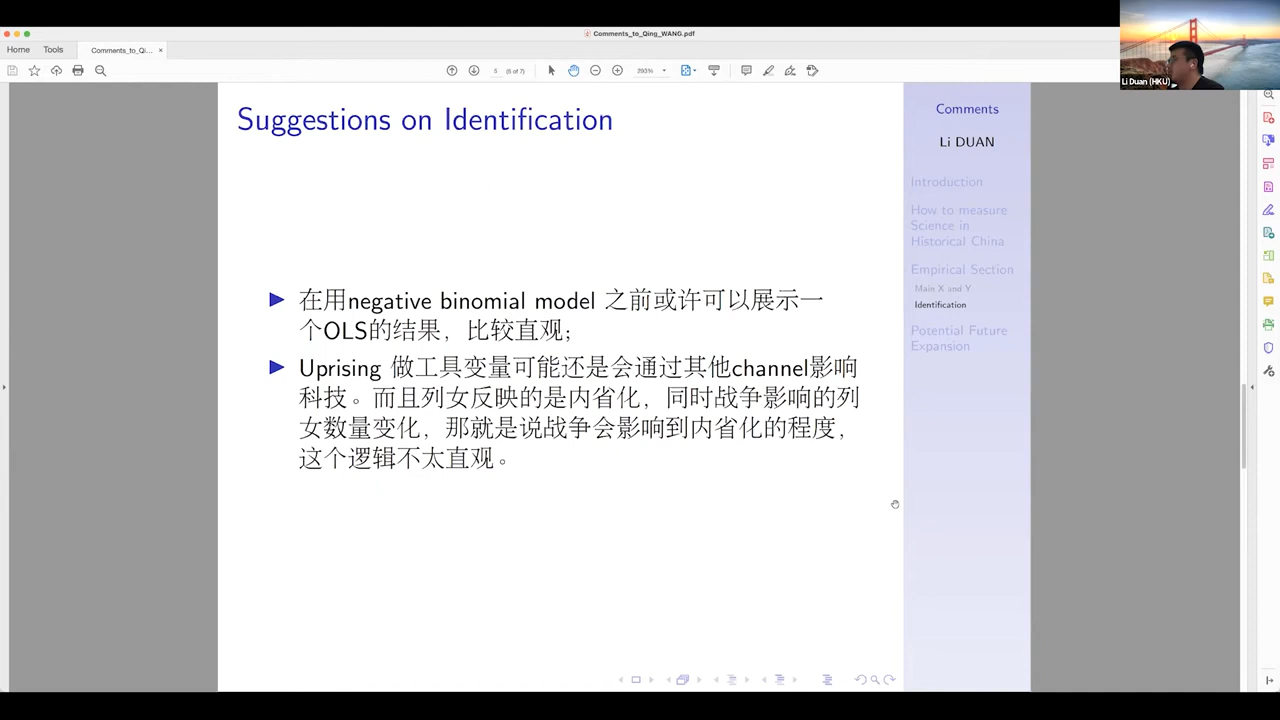 Comments_to_Qing_WANG.pdf
Home
Tools
Comments_to_Qi...
5
(6 of 7)
293%
Li Duan (HKU)
Suggestions on Identification
在用negative binomial model 之前或许可以展示一
个OLS的结果，比较直观；
Uprising 做工具变量可能还是会通过其他channel影响
科技。而且列女反映的是内省化，同时战争影响的列
女数量变化，那就是说战争会影响到内省化的程度，
这个逻辑不太直观。
Comments
Li DUAN
Introduction
How to measure
Science in
Historical China
Empirical Section
Main X and Y
Identification
Potential Future
Expansion